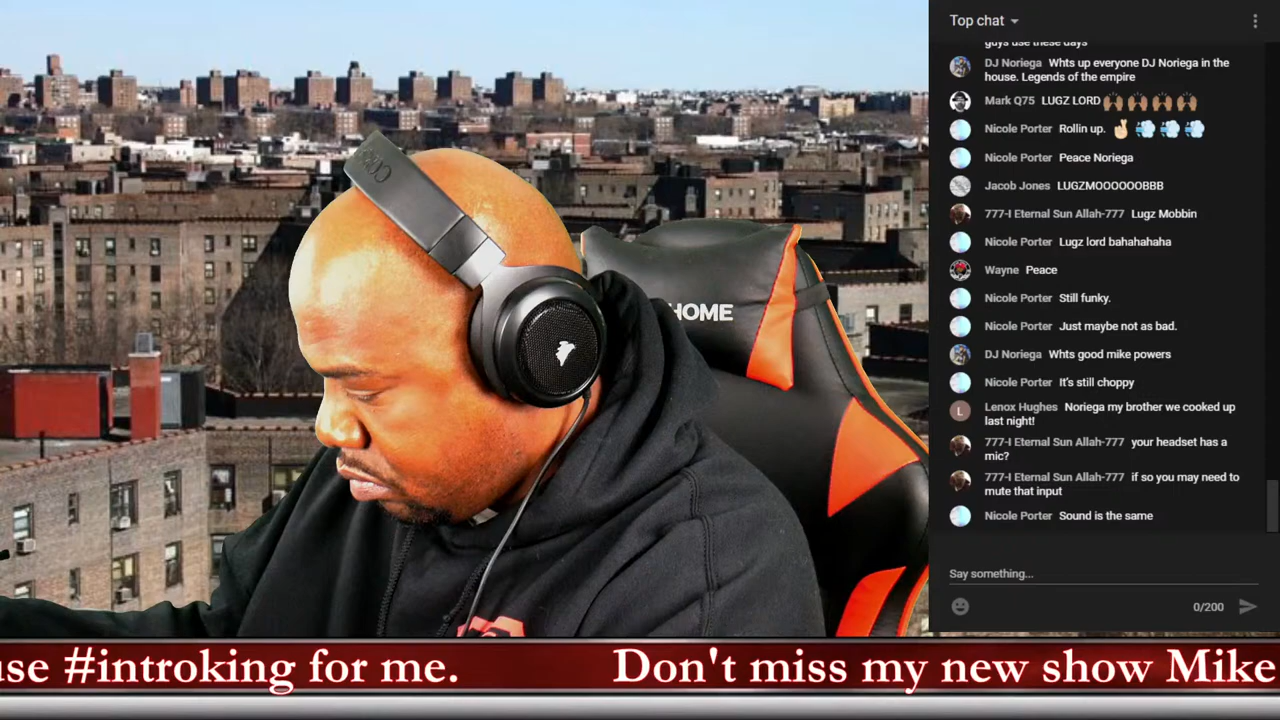 Top chat
guys use these days
DJ Noriega Whts up everyone DJ Noriega in the
house. Legends of the empire
Mark Q75 LUGZ LORD 🙌🏾🙌🏾🙌🏾🙌🏾
Nicole Porter Rollin up. 🤞🏼💨💨💨
Nicole Porter Peace Noriega
Jacob Jones LUGZMOOOOOOBBB
777-I Eternal Sun Allah-777 Lugz Mobbin
Nicole Porter Lugz lord bahahahaha
Wayne Peace
Nicole Porter Still funky.
Nicole Porter Just maybe not as bad.
DJ Noriega Whts good mike powers
Nicole Porter It's still choppy
L Lenox Hughes Noriega my brother we cooked up
last night!
777-I Eternal Sun Allah-777 your headset has a
mic?
777-I Eternal Sun Allah-777 if so you may need to
mute that input
Nicole Porter Sound is the same
Say something...
0/200
HOME
use #introking for me. Don't miss my new show Mike